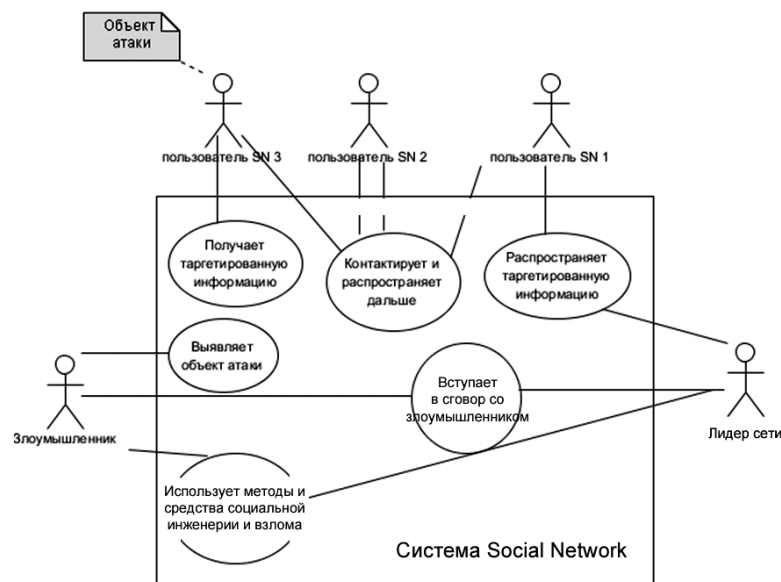 Объект
атаки
пользователь SN 3
пользователь SN 2
пользователь SN 1
Получает
таргетированную
информацию
Контактирует и
распространяет
дальше
Распространяет
таргетированную
информацию
Выявляет
объект атаки
Вступает
в сговор со
злоумышленником
Злоумышленник
Лидер сети
Использует методы и
средства социальной
инженерии и взлома
Система Social Network